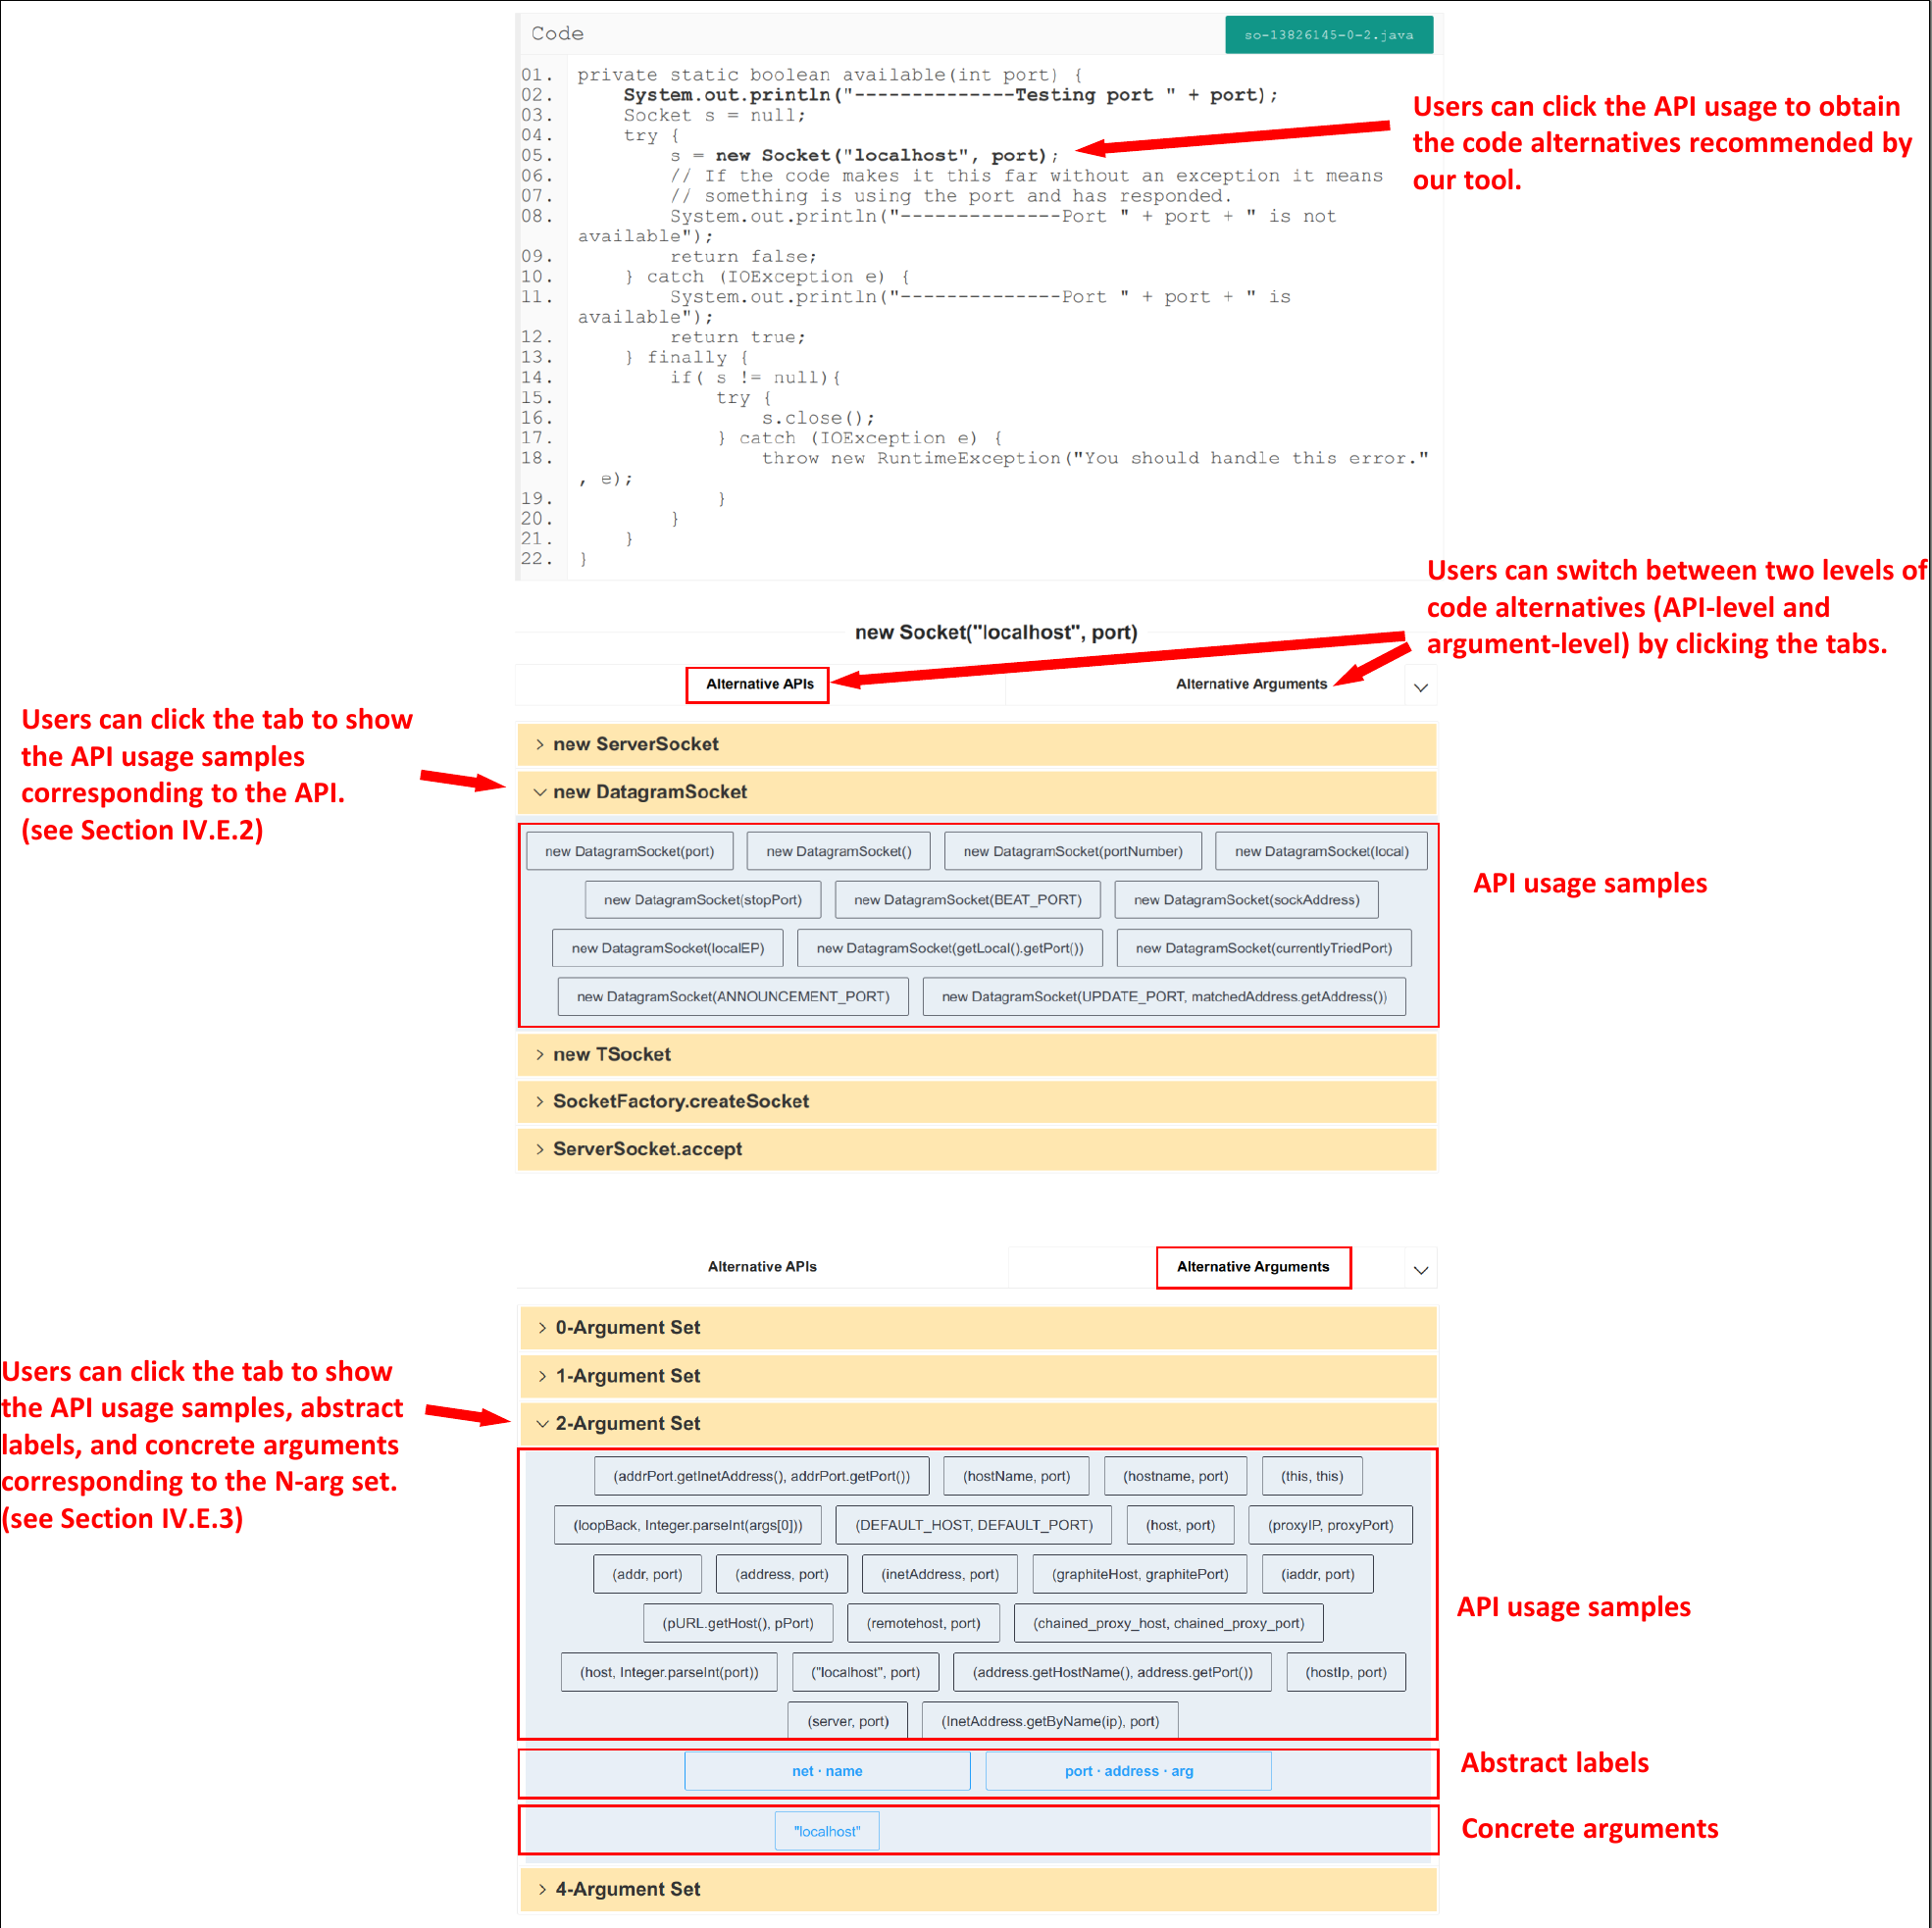 Code
so-13826145-0-2.java
01. private static boolean available(int port) {
02. System.out.println("--------------Testing port " + port);
03. Socket s = null;
04. try {
05. s = new Socket("localhost", port);
06. // If the code makes it this far without an exception it means
07. // something is using the port and has responded.
08. System.out.println("--------------Port " + port + " is not
available");
09. return false;
10. } catch (IOException e) {
11. System.out.println("--------------Port " + port + " is
available");
12. return true;
13. } finally {
14. if( s != null){
15. try {
16. s.close();
17. } catch (IOException e) {
18. throw new RuntimeException("You should handle this error."
, e);
19. }
20. }
21. }
22. }
Users can click the API usage to obtain
the code alternatives recommended by
our tool.
Users can switch between two levels of
code alternatives (API-level and
argument-level) by clicking the tabs.
new Socket("localhost", port)
Alternative APIs
Alternative Arguments
Users can click the tab to show
the API usage samples
corresponding to the API.
(see Section IV.E.2)
new ServerSocket
new DatagramSocket
new DatagramSocket(port) new DatagramSocket() new DatagramSocket(portNumber) new DatagramSocket(local)
new DatagramSocket(stopPort) new DatagramSocket(BEAT_PORT) new DatagramSocket(sockAddress)
new DatagramSocket(localEP) new DatagramSocket(getLocal().getPort()) new DatagramSocket(currentlyTriedPort)
new DatagramSocket(ANNOUNCEMENT_PORT) new DatagramSocket(UPDATE_PORT, matchedAddress.getAddress())
API usage samples
new TSocket
SocketFactory.createSocket
ServerSocket.accept
Alternative APIs
Alternative Arguments
0-Argument Set
1-Argument Set
2-Argument Set
Users can click the tab to show
the API usage samples, abstract
labels, and concrete arguments
corresponding to the N-arg set.
(see Section IV.E.3)
(addrPort.getInetAddress(), addrPort.getPort()) (hostName, port) (hostname, port) (this, this)
(loopBack, Integer.parseInt(args[0])) (DEFAULT_HOST, DEFAULT_PORT) (host, port) (proxyIP, proxyPort)
(addr, port) (address, port) (inetAddress, port) (graphiteHost, graphitePort) (iaddr, port)
(pURL.getHost(), pPort) (remotehost, port) (chained_proxy_host, chained_proxy_port)
(host, Integer.parseInt(port)) ("localhost", port) (address.getHostName(), address.getPort()) (hostIp, port)
(server, port) (InetAddress.getByName(ip), port)
API usage samples
net · name port · address · arg
Abstract labels
"localhost"
Concrete arguments
4-Argument Set